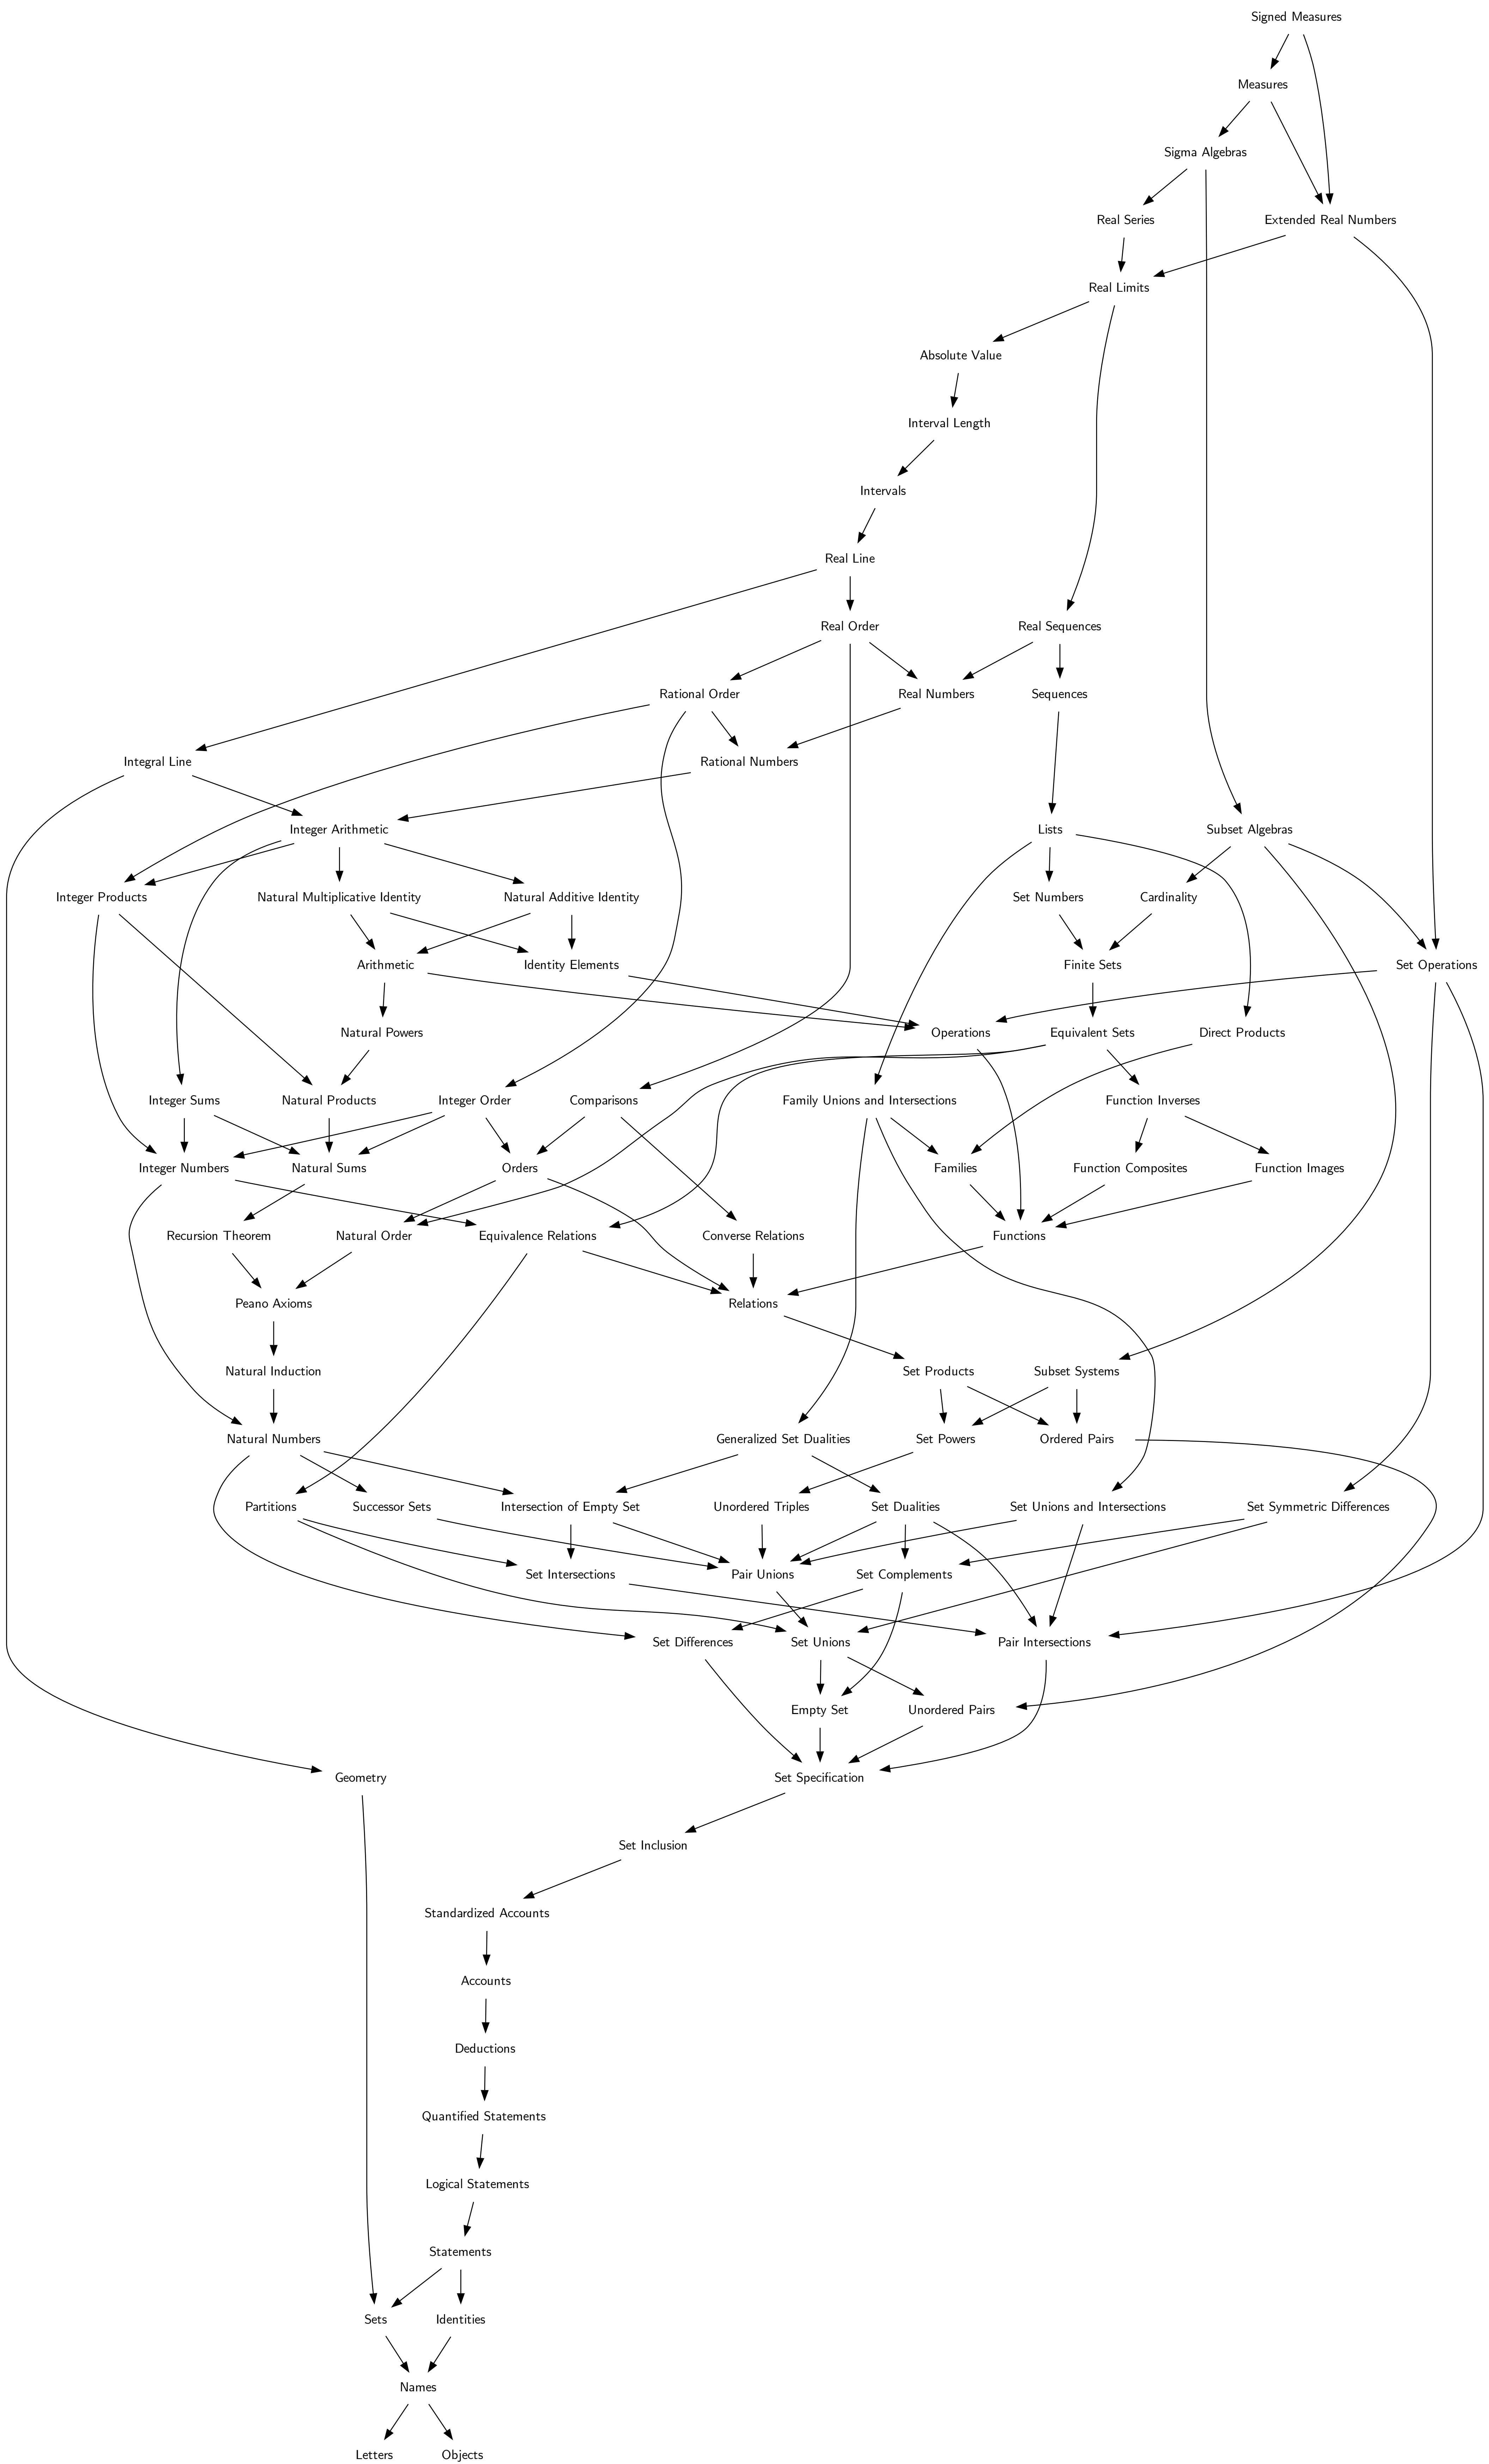 Signed Measures
Measures
Sigma Algebras
Real Series
Extended Real Numbers
Real Limits
Absolute Value
Interval Length
Intervals
Real Line
Real Order
Real Sequences
Rational Order
Real Numbers
Sequences
Integral Line
Rational Numbers
Integer Arithmetic
Lists
Subset Algebras
Integer Products
Natural Multiplicative Identity
Natural Additive Identity
Set Numbers
Cardinality
Arithmetic
Identity Elements
Finite Sets
Set Operations
Natural Powers
Operations
Equivalent Sets
Direct Products
Integer Sums
Natural Products
Integer Order
Comparisons
Family Unions and Intersections
Function Inverses
Integer Numbers
Natural Sums
Orders
Families
Function Composites
Function Images
Recursion Theorem
Natural Order
Equivalence Relations
Converse Relations
Functions
Peano Axioms
Relations
Natural Induction
Set Products
Subset Systems
Natural Numbers
Generalized Set Dualities
Set Powers
Ordered Pairs
Partitions
Successor Sets
Intersection of Empty Set
Unordered Triples
Set Dualities
Set Unions and Intersections
Set Symmetric Differences
Set Intersections
Pair Unions
Set Complements
Set Differences
Set Unions
Pair Intersections
Empty Set
Unordered Pairs
Geometry
Set Specification
Set Inclusion
Standardized Accounts
Accounts
Deductions
Quantified Statements
Logical Statements
Statements
Sets
Identities
Names
Letters
Objects